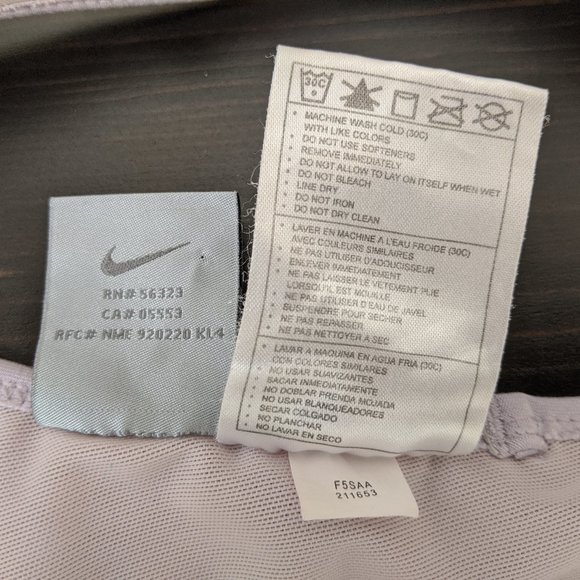 RN# 56323
CA# 05553
RFC# NME 920220 KL4
30C
• MACHINE WASH COLD (30C)
WITH LIKE COLORS
• DO NOT USE SOFTENERS
• REMOVE IMMEDIATELY
• DO NOT ALLOW TO LAY ON ITSELF WHEN WET
• DO NOT BLEACH
• LINE DRY
• DO NOT IRON
• DO NOT DRY CLEAN
• LAVER EN MACHINE A L'EAU FROIDE (30C)
AVEC COULEURS SIMILAIRES
• NE PAS UTILISER D'ADOUCISSEUR
• ENLEVER IMMEDIATEMENT
• NE PAS LAISSER LE VETEMENT PLIE
LORSQU'IL EST MOUILLE
• NE PAS UTILISER D'EAU DE JAVEL
• SUSPENDRE POUR SECHER
• NE PAS REPASSER
• NE PAS NETTOYER A SEC
• LAVAR A MAQUINA EN AGUA FRIA (30C)
CON COLORES SIMILARES
• NO USAR SUAVIZANTES
• SACAR INMEDIATAMENTE
• NO DOBLAR PRENDA MOJADA
• NO USAR BLANQUEADORES
• SECAR COLGADO
• NO PLANCHAR
• NO LAVAR EN SECO
F5SAA
211653